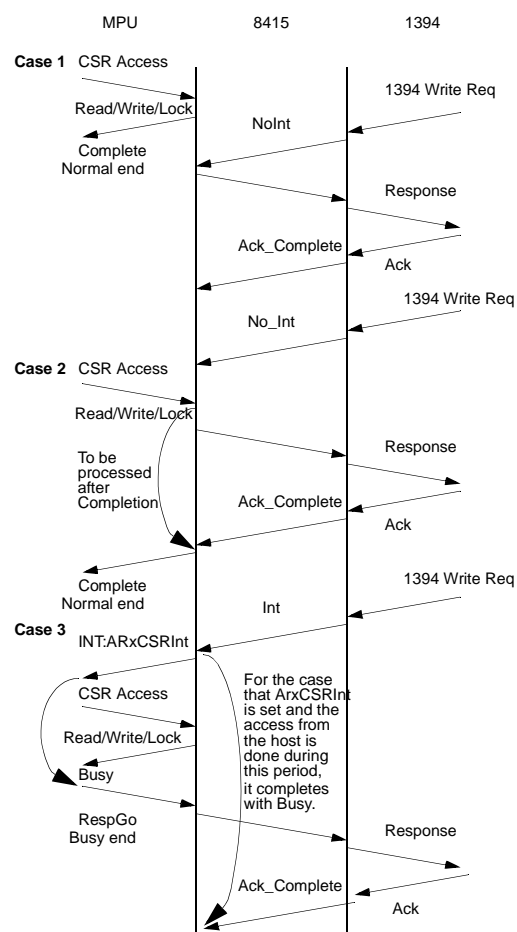 MPU 8415 1394
Case 1 CSR Access
1394 Write Req
Read/Write/Lock
NoInt
Complete
Normal end
Response
Ack_Complete
Ack
1394 Write Req
No_Int
Case 2 CSR Access
Read/Write/Lock
Response
To be
processed
after
Completion
Ack_Complete
Ack
Complete
Normal end
1394 Write Req
Int
Case 3
INT:ARxCSRInt
For the case
that ArxCSRInt
is set and the
access from
the host is
done during
this period,
it completes
with Busy.
CSR Access
Read/Write/Lock
Busy
RespGo
Busy end
Response
Ack_Complete
Ack